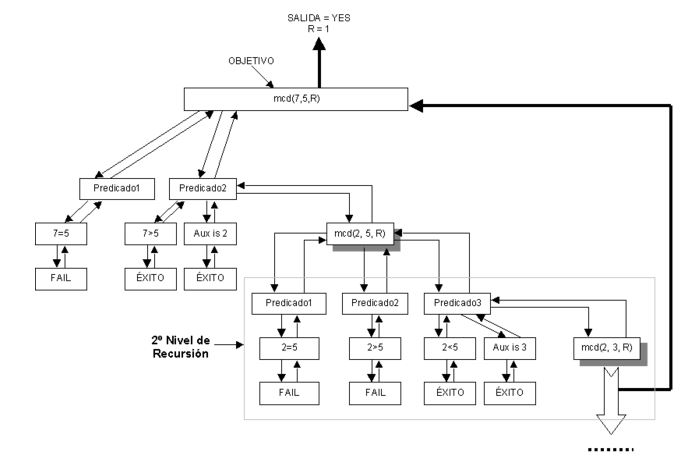 SALIDA = YES
R = 1
OBJETIVO
mcd(7,5,R)
Predicado1
Predicado2
7=5
7>5
Aux is 2
mcd(2, 5, R)
FAIL
ÉXITO
ÉXITO
Predicado1
Predicado2
Predicado3
2º Nivel de
Recursión
2=5
2>5
2<5
Aux is 3
mcd(2, 3, R)
FAIL
FAIL
ÉXITO
ÉXITO